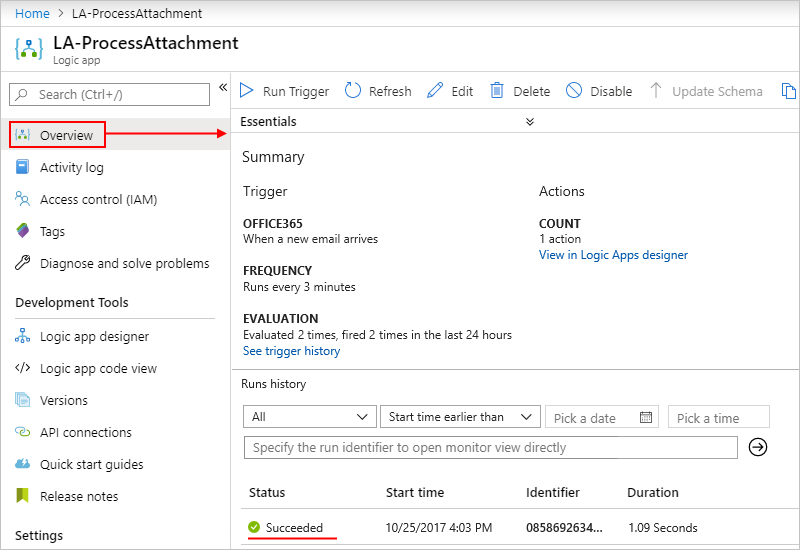 Home > LA-ProcessAttachment
LA-ProcessAttachment
Logic app
Search (Ctrl+/)
«
Overview
Activity log
Access control (IAM)
Tags
Diagnose and solve problems
Development Tools
Logic app designer
Logic app code view
Versions
API connections
Quick start guides
Release notes
Settings
Run Trigger Refresh Edit Delete Disable Update Schema
Essentials
Summary
Trigger
OFFICE365
When a new email arrives
FREQUENCY
Runs every 3 minutes
EVALUATION
Evaluated 2 times, fired 2 times in the last 24 hours
See trigger history
Actions
COUNT
1 action
View in Logic Apps designer
Runs history
All Start time earlier than Pick a date Pick a time
Specify the run identifier to open monitor view directly
Status Start time Identifier Duration
Succeeded 10/25/2017 4:03 PM 0858692634... 1.09 Seconds